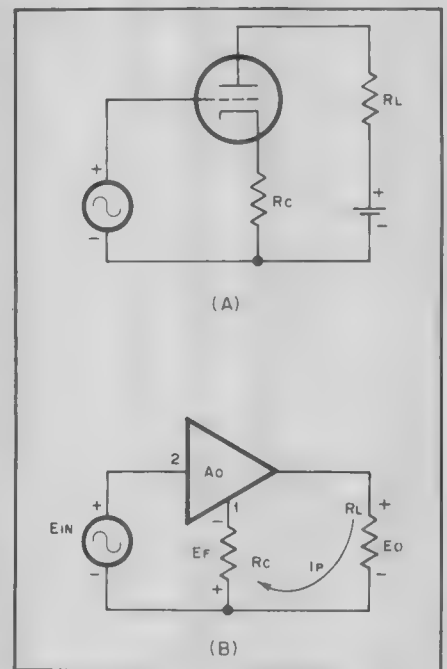 +
-
RC
RL
+
-
(A)
2
AO
1
-
EIN
+
-
EF
+
RC
IP
RL
+
EO
-
(B)